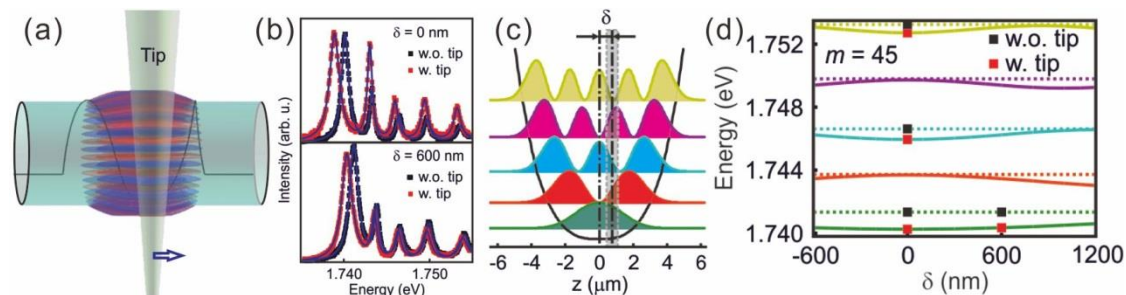 (a)
Tip
(b)
δ = 0 nm
w.o. tip
w. tip
δ = 600 nm
w.o. tip
w. tip
Intensity (arb. u.)
1.740 1.750
Energy (eV)
(c)
δ
-6 -4 -2 0 2 4 6
z (μm)
(d)
1.752
1.748
1.744
1.740
Energy (eV)
m = 45
w.o. tip
w. tip
-600 0 600 1200
δ (nm)